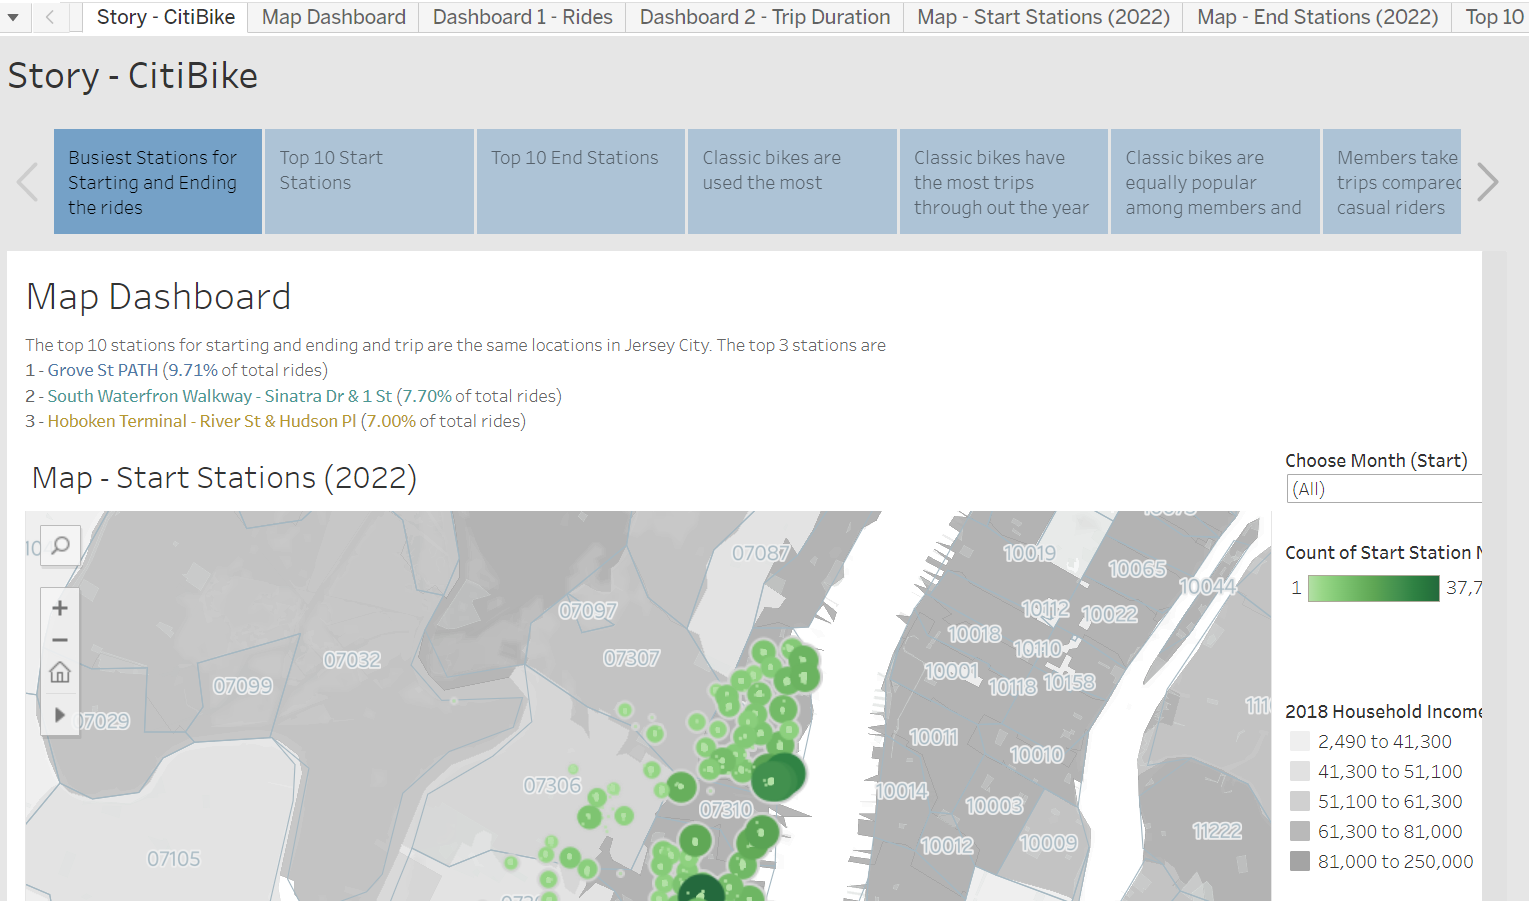 Story - CitiBike
Map Dashboard
Dashboard 1 - Rides
Dashboard 2 - Trip Duration
Map - Start Stations (2022)
Map - End Stations (2022)
Top 10
Story - CitiBike
Busiest Stations for
Starting and Ending
the rides
Top 10 Start
Stations
Top 10 End Stations
Classic bikes are
used the most
Classic bikes have
the most trips
through out the year
Classic bikes are
equally popular
among members and
Members take
trips compared
casual riders
Map Dashboard
The top 10 stations for starting and ending and trip are the same locations in Jersey City. The top 3 stations are
1 - Grove St PATH (9.71% of total rides)
2 - South Waterfron Walkway - Sinatra Dr & 1 St (7.70% of total rides)
3 - Hoboken Terminal - River St & Hudson Pl (7.00% of total rides)
Map - Start Stations (2022)
Choose Month (Start)
(All)
Count of Start Station
1
37,7
2018 Household Income
2,490 to 41,300
41,300 to 51,100
51,100 to 61,300
61,300 to 81,000
81,000 to 250,000
07087
10019
10065
10044
07097
10112
10022
10018
10110
07032
07307
10001
10118
10158
07099
07029
10011
10010
07306
10014
07310
10003
11222
07105
10012
10009